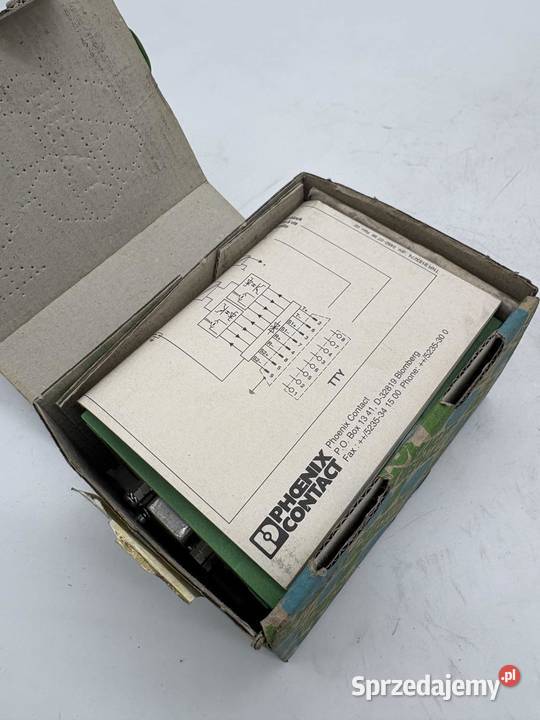 TTY
PHŒNIX
CONTACT
Phoenix Contact
P.O. Box 13 41, D-32819 Blomberg
Fax : ++/5235-34 15 00 Phone: ++/5235-30 0
Sprzedajemy.pl